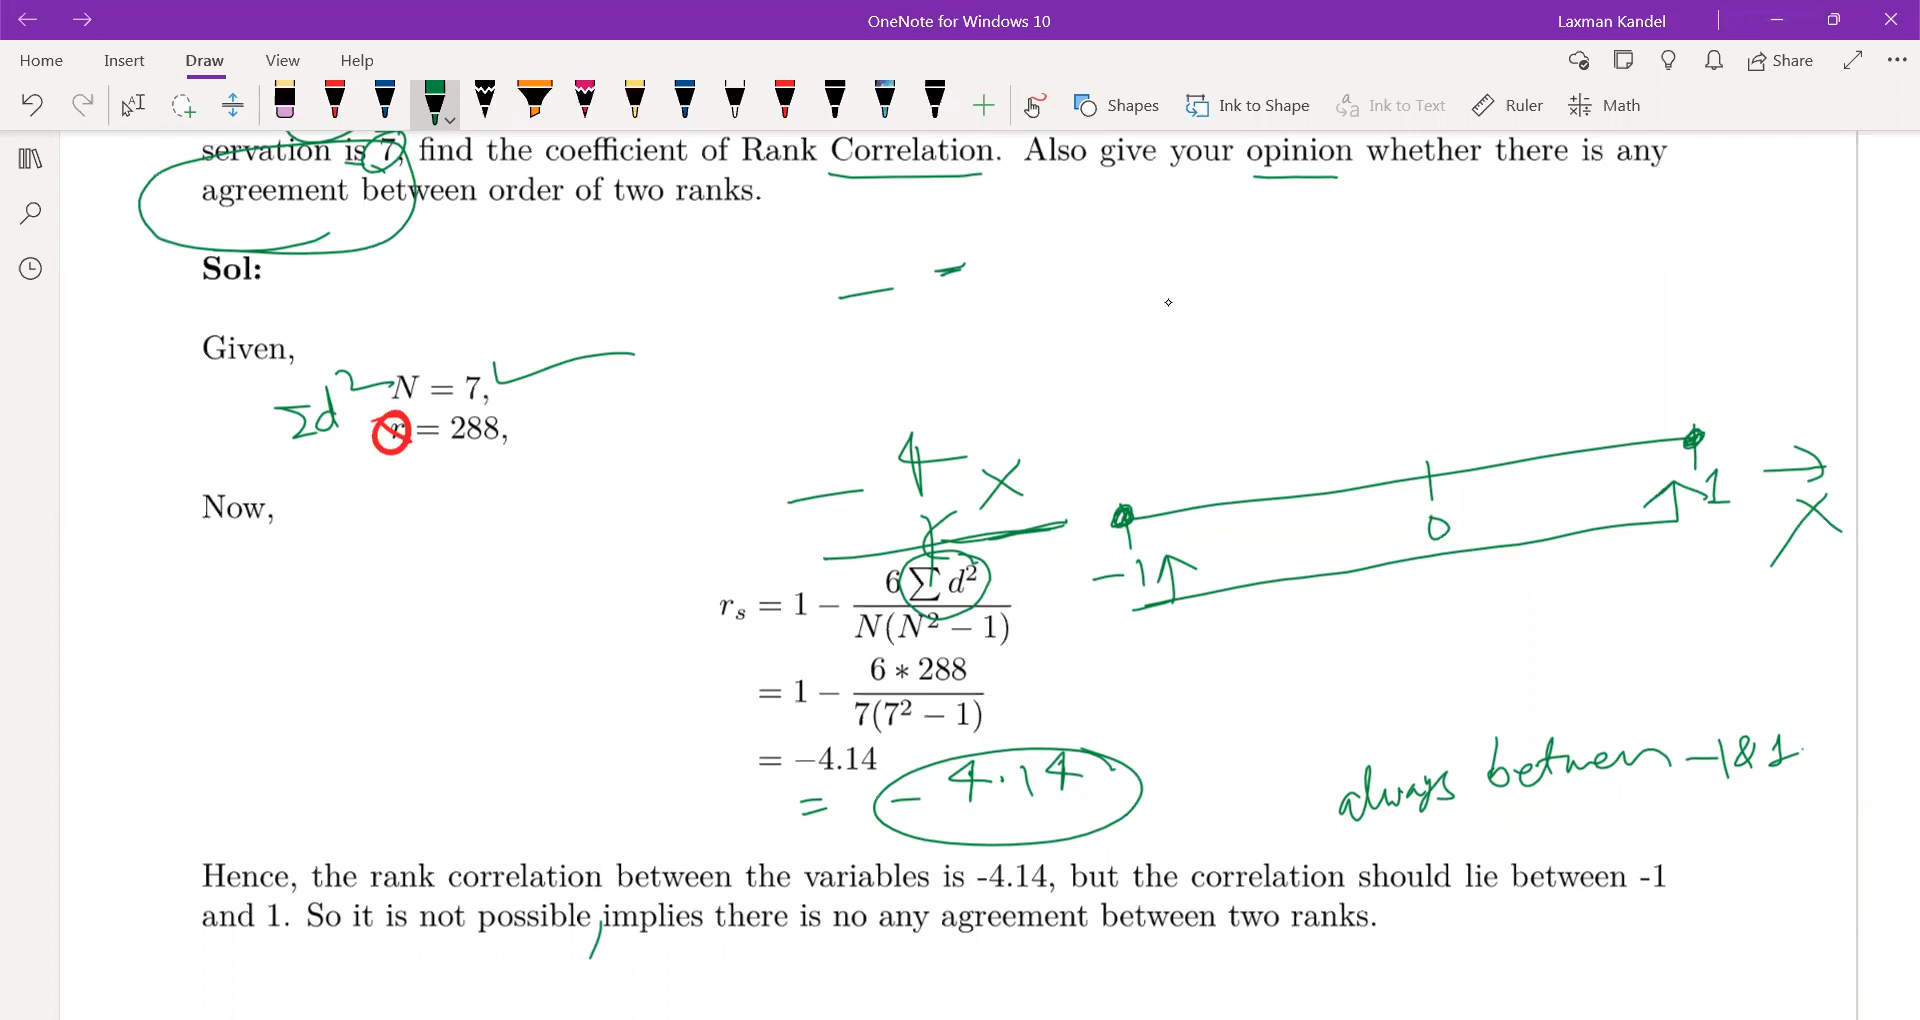 OneNote for Windows 10
Laxman Kandel
Home Insert Draw View Help
Share
Shapes Ink to Shape Ink to Text Ruler Math
servation is 7, find the coefficient of Rank Correlation. Also give your opinion whether there is any
agreement between order of two ranks.
Sol:
Given,
Σd² N = 7,
r = 288,
Now,
— 4 X
-1 0 1 X
r_s = 1 − 6 ∑ d² / N(N² − 1)
= 1 − 6 ∗ 288 / 7(7² − 1)
= −4.14
= - 4.14
always between -1 & 1
Hence, the rank correlation between the variables is -4.14, but the correlation should lie between -1
and 1. So it is not possible, implies there is no any agreement between two ranks.